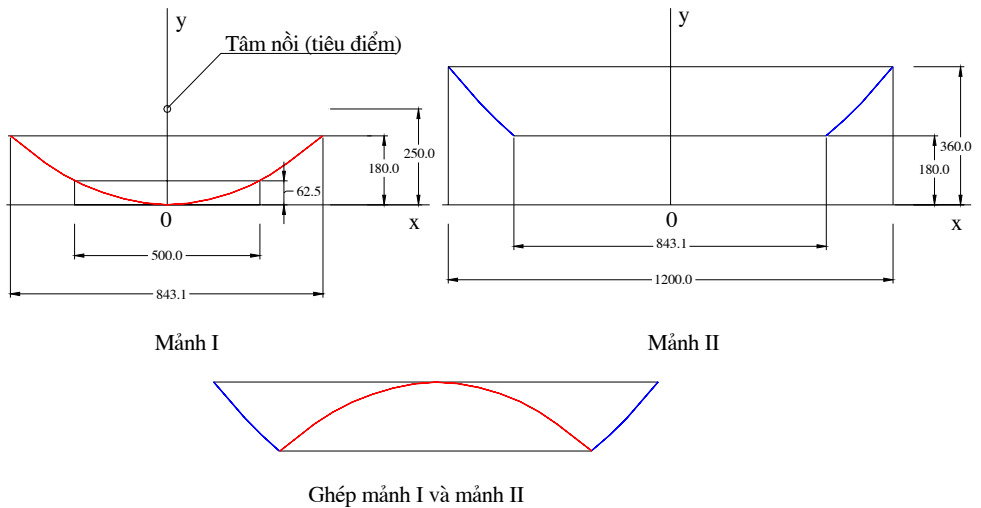 y
Tâm nồi (tiêu điểm)
250.0
180.0
62.5
0
x
500.0
843.1
Mảnh I
y
360.0
180.0
0
x
843.1
1200.0
Mảnh II
Ghép mảnh I và mảnh II